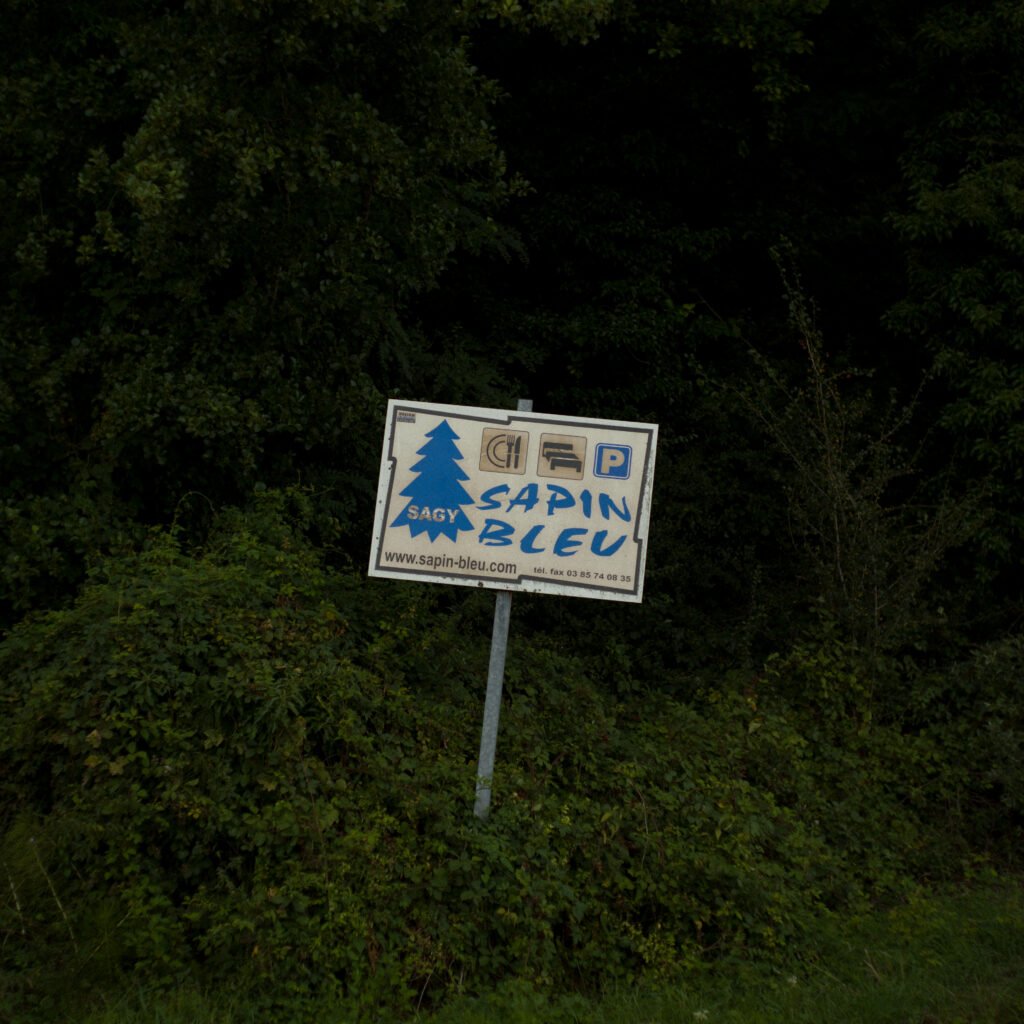 P
SAPIN
BLEU
SAGY
www.sapin-bleu.com
tél. fax 03 85 74 08 35